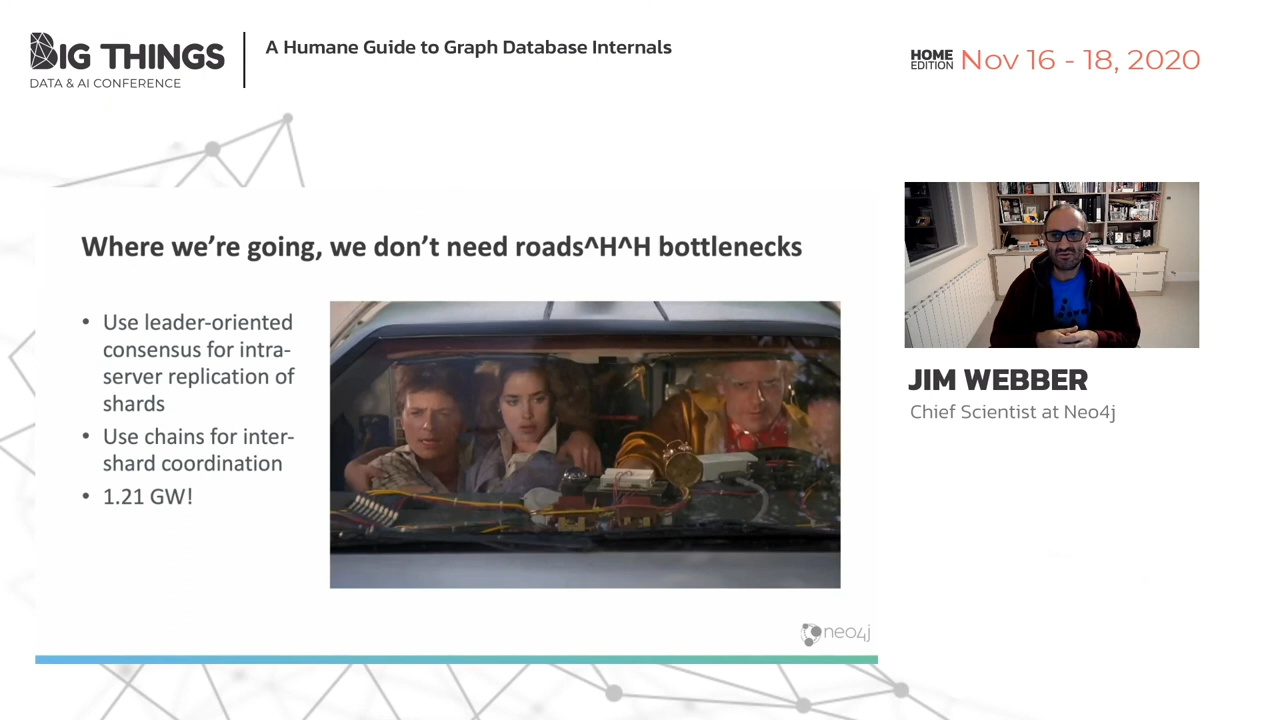 BIG THINGS
DATA & AI CONFERENCE
A Humane Guide to Graph Database Internals
HOME
EDITION
Nov 16 - 18, 2020
Where we’re going, we don’t need roads^H^H bottlenecks
• Use leader-oriented
consensus for intra-
server replication of
shards
• Use chains for inter-
shard coordination
• 1.21 GW!
JIM WEBBER
Chief Scientist at Neo4j
neo4j